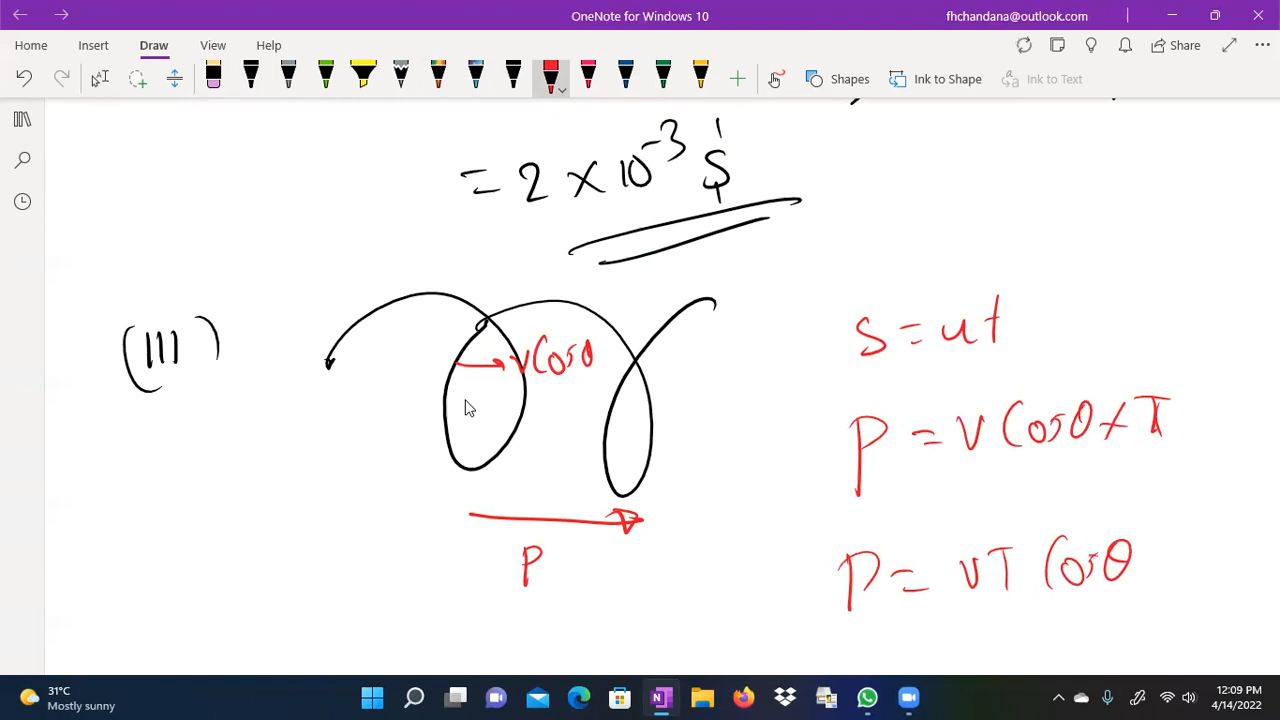 OneNote for Windows 10
fhchandana@outlook.com
Home Insert Draw View Help
Share
Shapes
Ink to Shape
Ink to Text
= 2 × 10⁻³ s
(III)
v cosθ
s = ut
P = v cosθ × T
P
P = vT cosθ
31°C
Mostly sunny
12:09 PM
4/14/2022